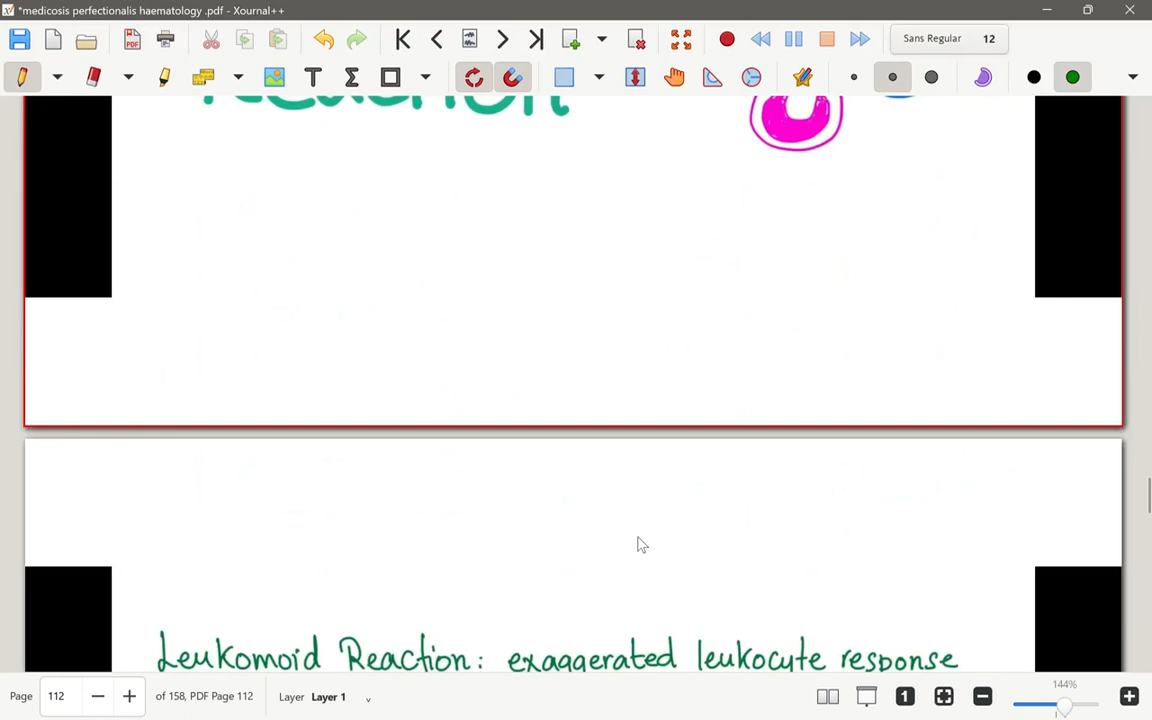 *medicosis perfectionalis haematology .pdf - Xournal++
Sans Regular 12
Reaction
Leukomoid Reaction: exaggerated leukocyte response
Page 112 of 158, PDF Page 112 Layer Layer 1 144%